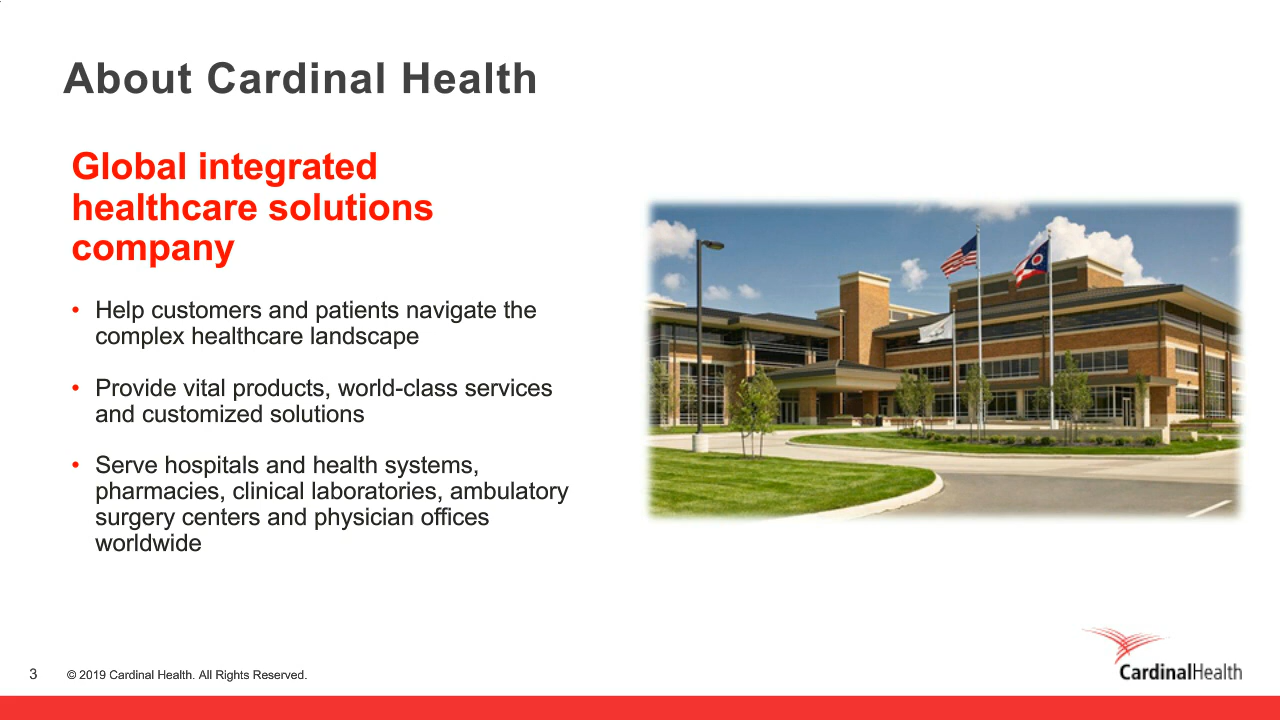 About Cardinal Health
Global integrated
healthcare solutions
company
• Help customers and patients navigate the
complex healthcare landscape
• Provide vital products, world-class services
and customized solutions
• Serve hospitals and health systems,
pharmacies, clinical laboratories, ambulatory
surgery centers and physician offices
worldwide
CardinalHealth
3 © 2019 Cardinal Health. All Rights Reserved.